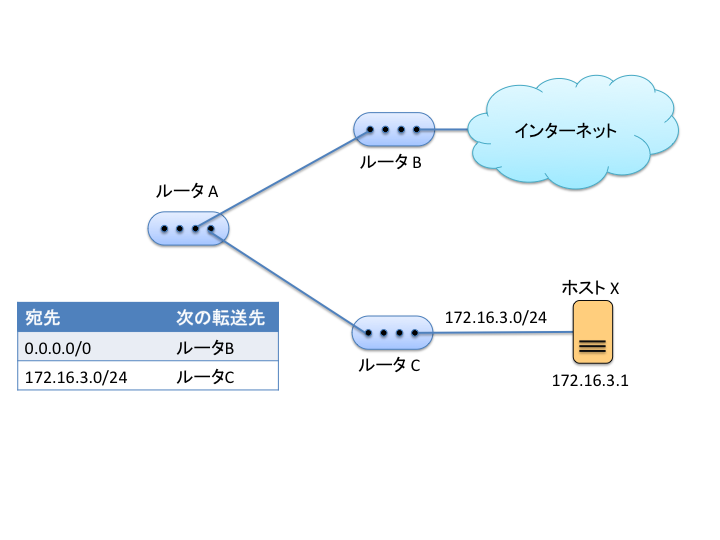 インターネット
ルータ B
ルータ A
ホスト X
172.16.3.0/24
ルータ C
172.16.3.1
宛先 次の転送先
0.0.0.0/0 ルータB
172.16.3.0/24 ルータC